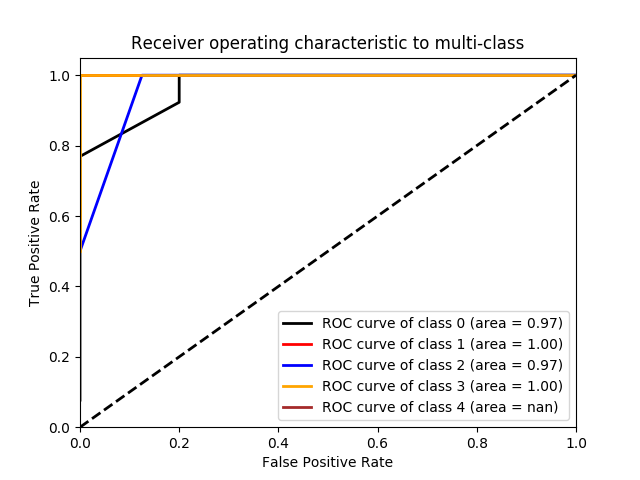 Receiver operating characteristic to multi-class
1.0
0.8
0.6
0.4
0.2
0.0
True Positive Rate
ROC curve of class 0 (area = 0.97)
ROC curve of class 1 (area = 1.00)
ROC curve of class 2 (area = 0.97)
ROC curve of class 3 (area = 1.00)
ROC curve of class 4 (area = nan)
0.0 0.2 0.4 0.6 0.8 1.0
False Positive Rate